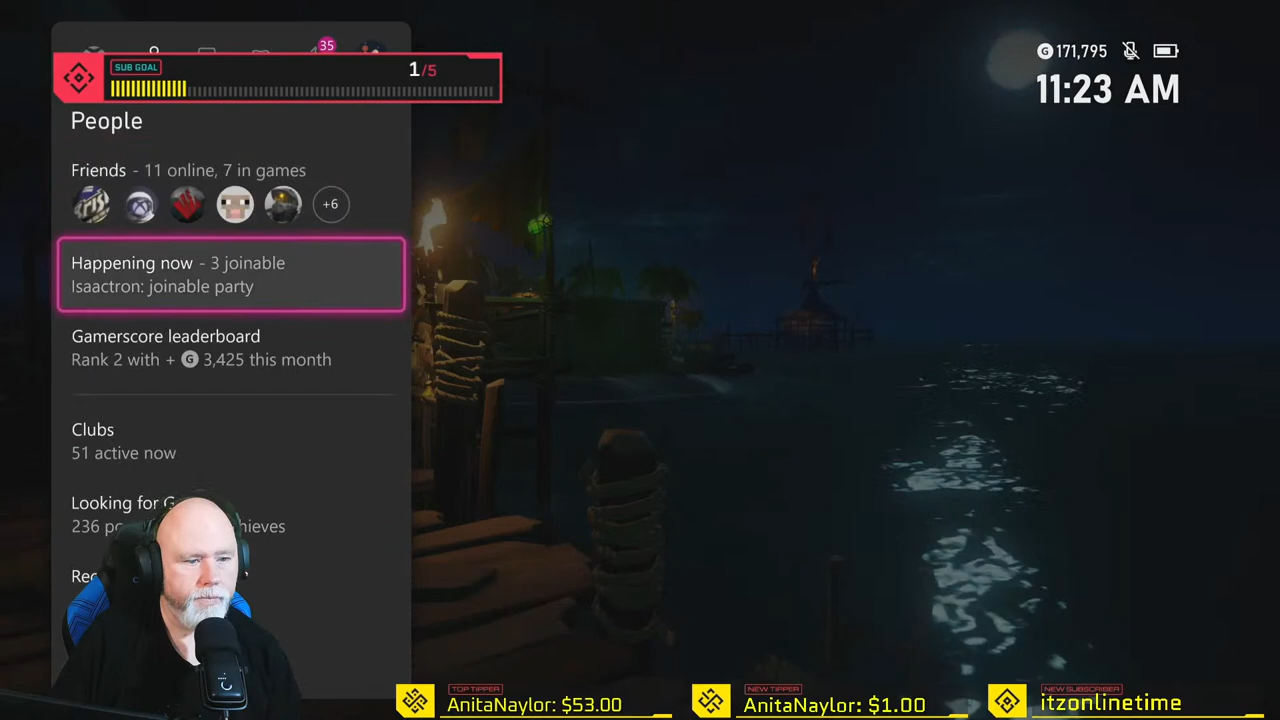 35
171,795
11:23 AM
SUB GOAL
1/5
People
Friends - 11 online, 7 in games
+6
Happening now - 3 joinable
Isaactron: joinable party
Gamerscore leaderboard
Rank 2 with + G 3,425 this month
Clubs
51 active now
Looking for G
236 po hieves
Rec
TOP TIPPER
AnitaNaylor: $53.00
NEW TIPPER
AnitaNaylor: $1.00
NEW SUBSCRIBER
itzonlinetime